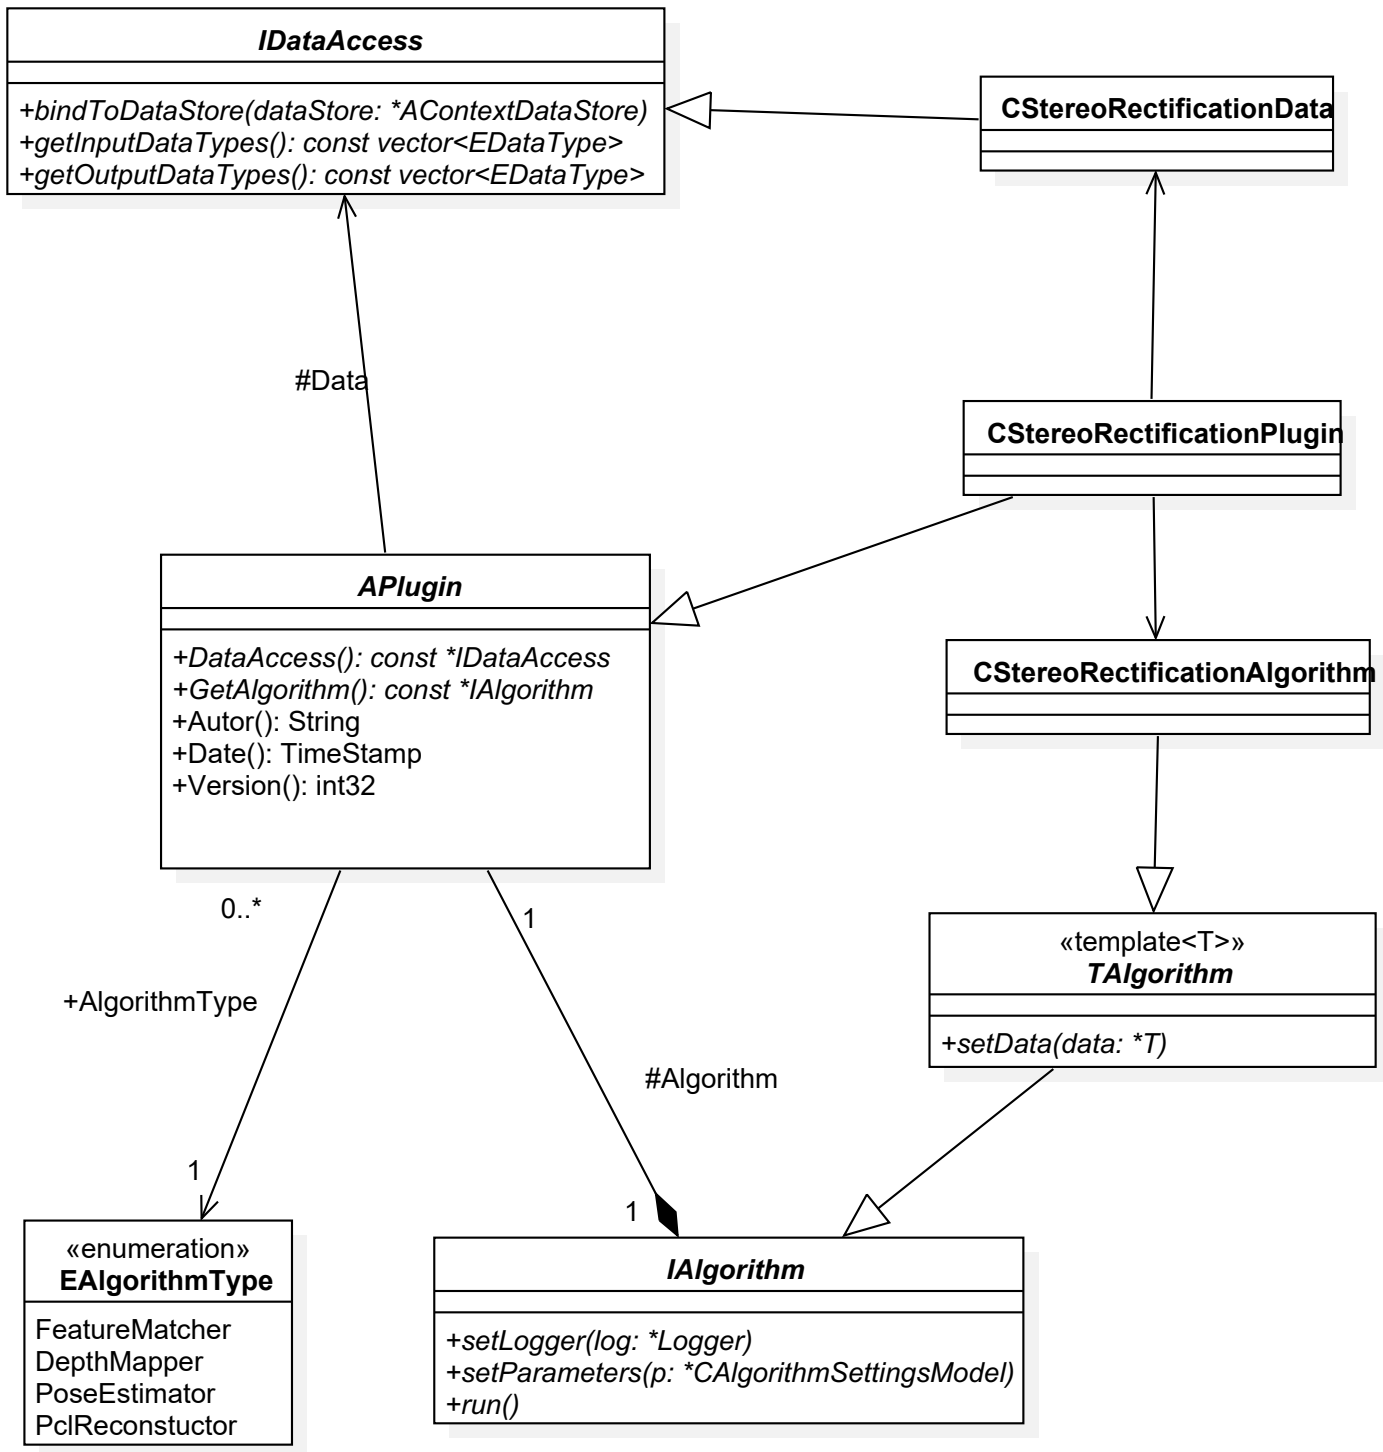 IDataAccess
+bindToDataStore(dataStore: *AContextDataStore)
+getInputDataTypes(): const vector<EDataType>
+getOutputDataTypes(): const vector<EDataType>
CStereoRectificationData
#Data
CStereoRectificationPlugin
APlugin
+DataAccess(): const *IDataAccess
+GetAlgorithm(): const *IAlgorithm
+Autor(): String
+Date(): TimeStamp
+Version(): int32
CStereoRectificationAlgorithm
0..*
1
«template<T>»
TAlgorithm
+setData(data: *T)
+AlgorithmType
#Algorithm
1
1
«enumeration»
EAlgorithmType
FeatureMatcher
DepthMapper
PoseEstimator
PclReconstuctor
IAlgorithm
+setLogger(log: *Logger)
+setParameters(p: *CAlgorithmSettingsModel)
+run()